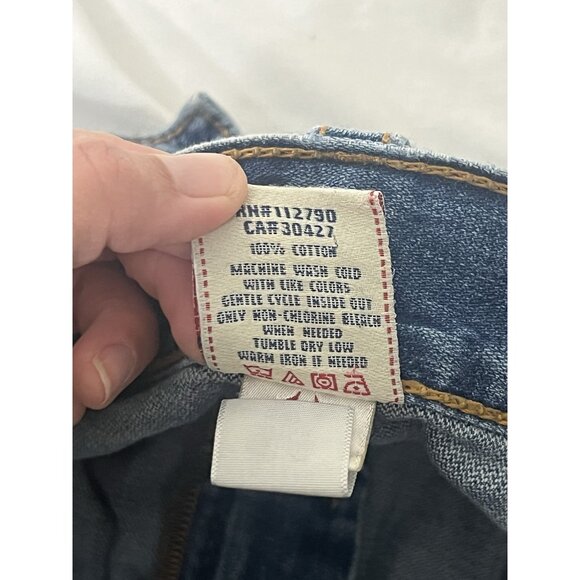 RN#112790
CA#30427
100% COTTON
MACHINE WASH COLD
WITH LIKE COLORS
GENTLE CYCLE INSIDE OUT
ONLY NON-CHLORINE BLEACH
WHEN NEEDED
TUMBLE DRY LOW
WARM IRON IF NEEDED